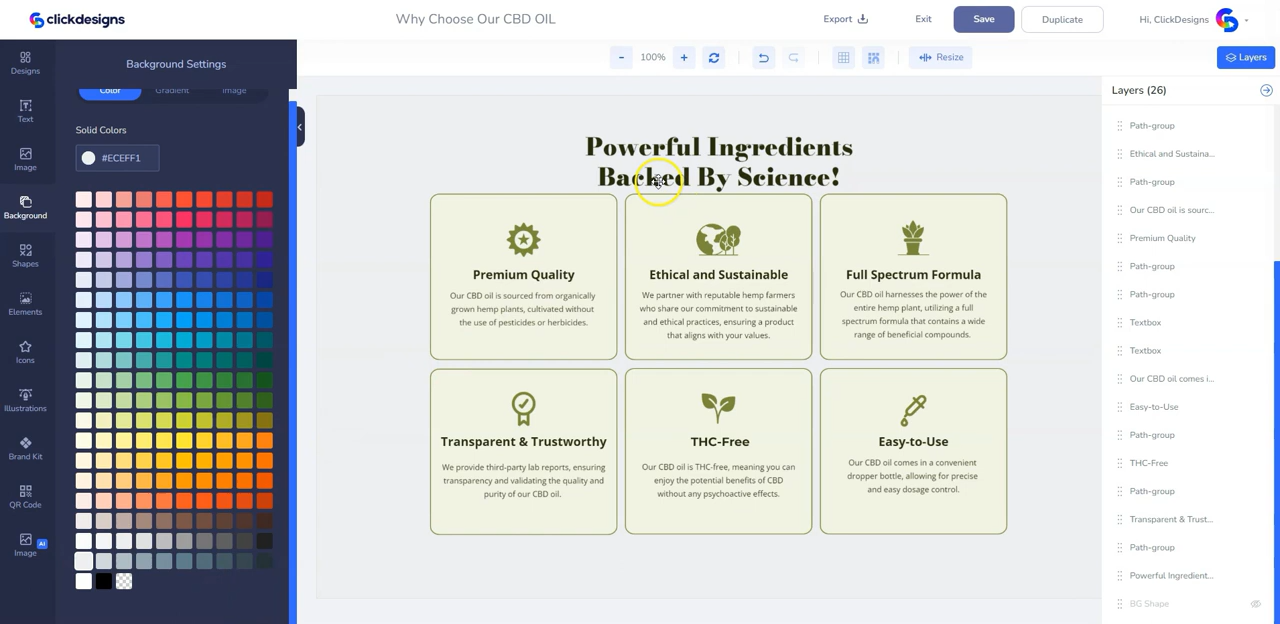 clickdesigns
Why Choose Our CBD OIL
Export
Exit
Save
Duplicate
Hi, ClickDesigns
Designs
Text
Image
Background
Shapes
Elements
Icons
Illustrations
Brand Kit
QR Code
Image
AI
Background Settings
Color
Gradient
Image
Solid Colors
#ECEFF1
-
100%
+
Resize
Layers
Powerful Ingredients
Backed By Science!
Premium Quality
Our CBD oil is sourced from organically
grown hemp plants, cultivated without
the use of pesticides or herbicides.
Ethical and Sustainable
We partner with reputable hemp farmers
who share our commitment to sustainable
and ethical practices, ensuring a product
that aligns with your values.
Full Spectrum Formula
Our CBD oil harnesses the power of the
entire hemp plant, utilizing a full
spectrum formula that contains a wide
range of beneficial compounds.
Transparent & Trustworthy
We provide third-party lab reports, ensuring
transparency and validating the quality and
purity of our CBD oil.
THC-Free
Our CBD oil is THC-free, meaning you can
enjoy the potential benefits of CBD
without any psychoactive effects.
Easy-to-Use
Our CBD oil comes in a convenient
dropper bottle, allowing for precise
and easy dosage control.
Layers (26)
Path-group
Ethical and Sustaina...
Path-group
Our CBD oil is sourc...
Premium Quality
Path-group
Path-group
Textbox
Textbox
Our CBD oil comes i...
Easy-to-Use
Path-group
THC-Free
Path-group
Transparent & Trust...
Path-group
Powerful Ingredient...
BG Shape